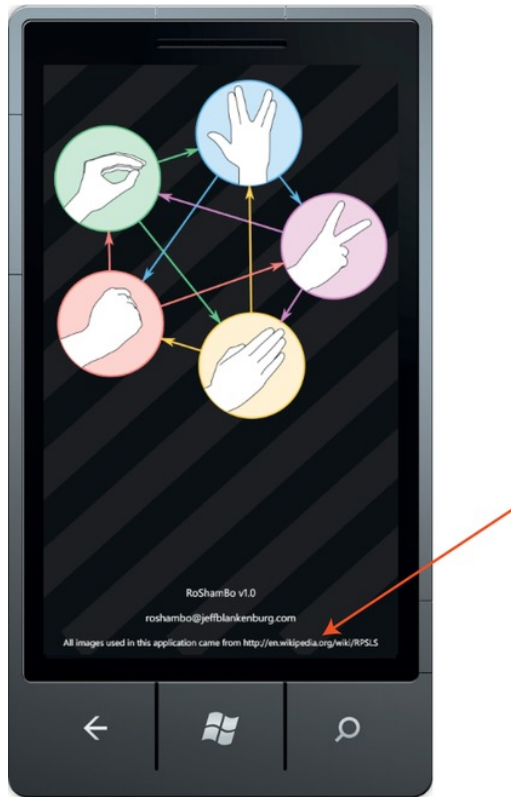 RoShamBo v1.0
roshambo@jeffblankenburg.com
All images used in this application came from http://en.wikipedia.org/wiki/RPSLS